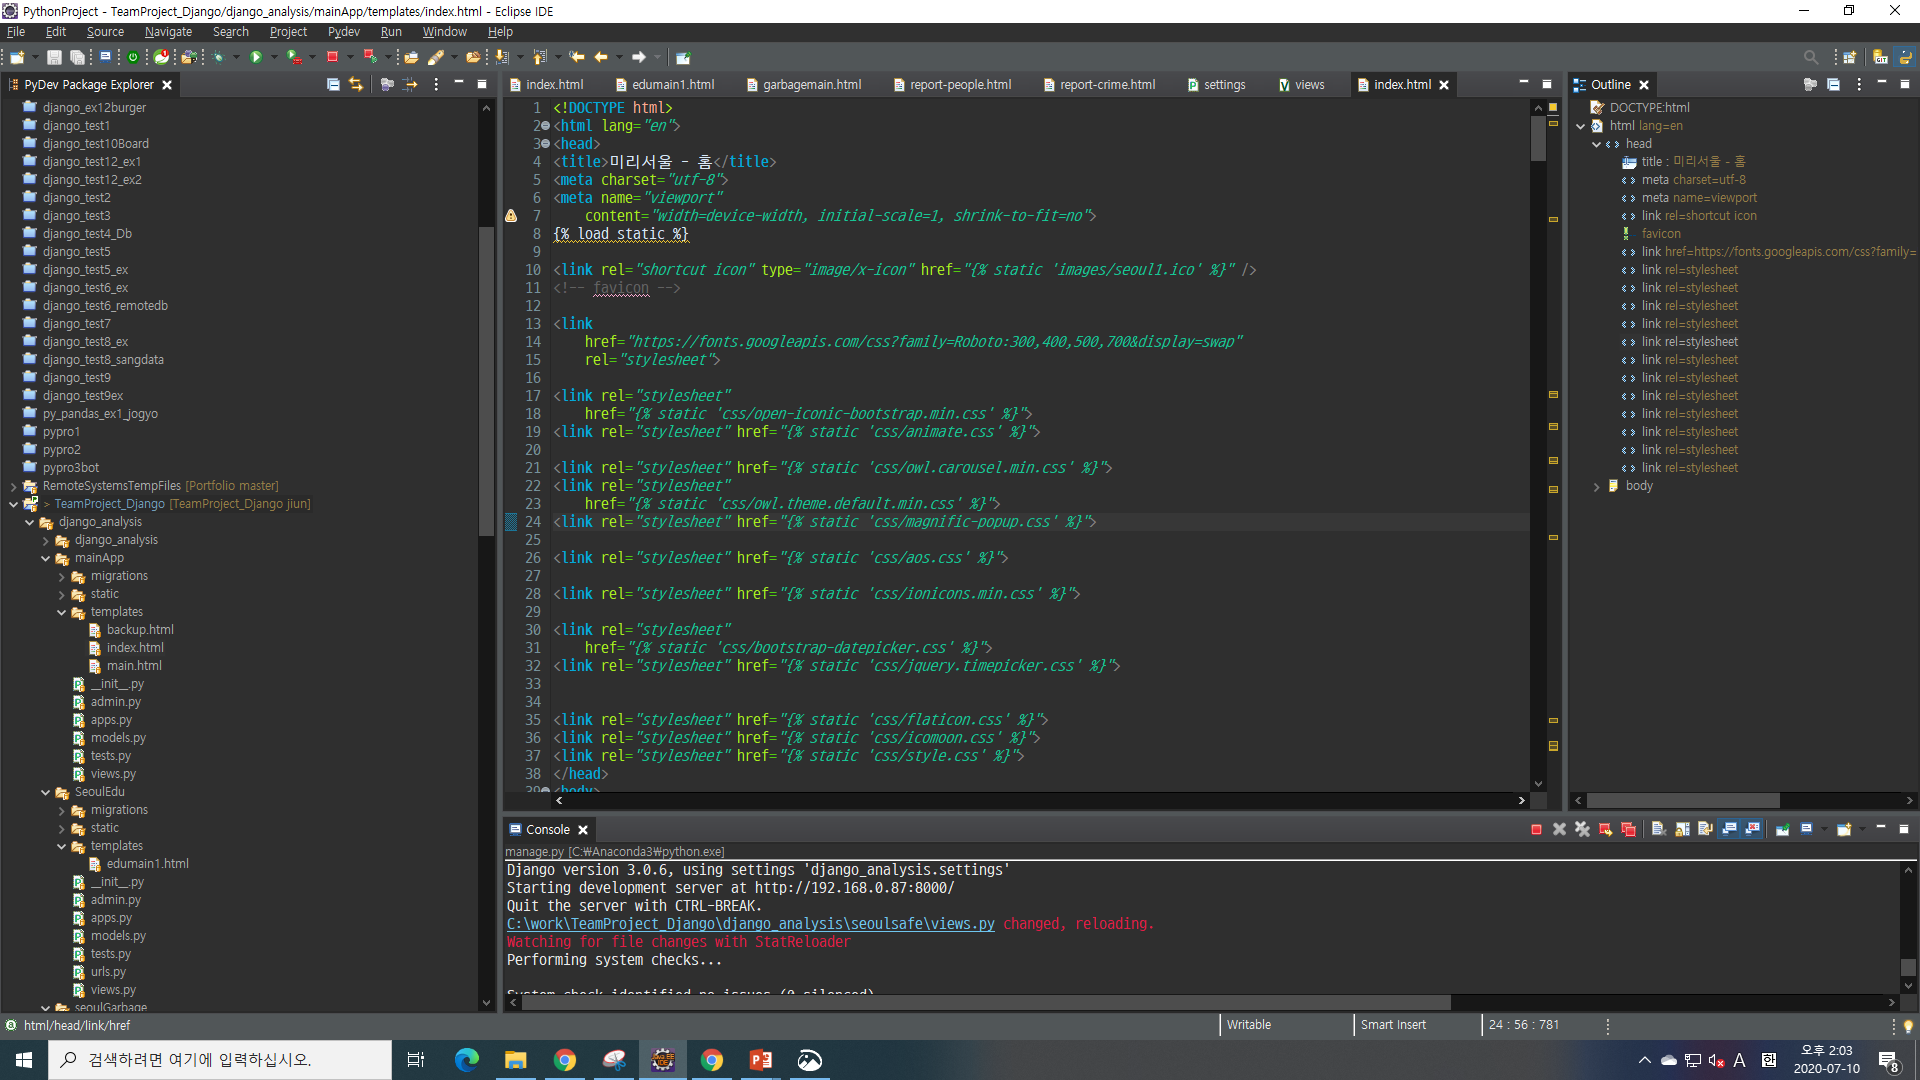 PythonProject - TeamProject_Django/django_analysis/mainApp/templates/index.html - Eclipse IDE
File Edit Source Navigate Search Project Pydev Run Window Help
PyDev Package Explorer
django_ex12burger
django_test1
django_test10Board
django_test12_ex1
django_test12_ex2
django_test2
django_test3
django_test4_Db
django_test5
django_test5_ex
django_test6_ex
django_test6_remotedb
django_test7
django_test8_ex
django_test8_sangdata
django_test9
django_test9ex
py_pandas_ex1_jogyo
pypro1
pypro2
pypro3bot
RemoteSystemsTempFiles [Portfolio master]
> TeamProject_Django [TeamProject_Django jiun]
django_analysis
django_analysis
mainApp
migrations
static
templates
backup.html
index.html
main.html
__init__.py
admin.py
apps.py
models.py
tests.py
views.py
SeoulEdu
migrations
static
templates
edumain1.html
__init__.py
admin.py
apps.py
models.py
tests.py
urls.py
views.py
seoulGarbage
index.html edumain1.html garbagemain.html report-people.html report-crime.html settings views index.html
1 <!DOCTYPE html>
2 <html lang="en">
3 <head>
4 <title>미리서울 - 홈</title>
5 <meta charset="utf-8">
6 <meta name="viewport"
7 content="width=device-width, initial-scale=1, shrink-to-fit=no">
8 {% load static %}
9
10 <link rel="shortcut icon" type="image/x-icon" href="{% static 'images/seoul1.ico' %}" />
11 <!-- favicon -->
12
13 <link
14 href="https://fonts.googleapis.com/css?family=Roboto:300,400,500,700&display=swap"
15 rel="stylesheet">
16
17 <link rel="stylesheet"
18 href="{% static 'css/open-iconic-bootstrap.min.css' %}">
19 <link rel="stylesheet" href="{% static 'css/animate.css' %}">
20
21 <link rel="stylesheet" href="{% static 'css/owl.carousel.min.css' %}">
22 <link rel="stylesheet"
23 href="{% static 'css/owl.theme.default.min.css' %}">
24 <link rel="stylesheet" href="{% static 'css/magnific-popup.css' %}">
25
26 <link rel="stylesheet" href="{% static 'css/aos.css' %}">
27
28 <link rel="stylesheet" href="{% static 'css/ionicons.min.css' %}">
29
30 <link rel="stylesheet"
31 href="{% static 'css/bootstrap-datepicker.css' %}">
32 <link rel="stylesheet" href="{% static 'css/jquery.timepicker.css' %}">
33
34
35 <link rel="stylesheet" href="{% static 'css/flaticon.css' %}">
36 <link rel="stylesheet" href="{% static 'css/icomoon.css' %}">
37 <link rel="stylesheet" href="{% static 'css/style.css' %}">
38 </head>
39 <body>
Outline
DOCTYPE:html
html lang=en
head
title : 미리서울 - 홈
meta charset=utf-8
meta name=viewport
link rel=shortcut icon
favicon
link href=https://fonts.googleapis.com/css?family=
link rel=stylesheet
link rel=stylesheet
link rel=stylesheet
link rel=stylesheet
link rel=stylesheet
link rel=stylesheet
link rel=stylesheet
link rel=stylesheet
link rel=stylesheet
link rel=stylesheet
link rel=stylesheet
link rel=stylesheet
body
Console
manage.py [C:₩Anaconda3₩python.exe]
Django version 3.0.6, using settings 'django_analysis.settings'
Starting development server at http://192.168.0.87:8000/
Quit the server with CTRL-BREAK.
C:\work\TeamProject_Django\django_analysis\seoulsafe\views.py changed, reloading.
Watching for file changes with StatReloader
Performing system checks...
System check identified no issues (0 silenced)
html/head/link/href
Writable Smart Insert 24 : 56 : 781
검색하려면 여기에 입력하십시오.
A 한 오후 2:03
2020-07-10 8